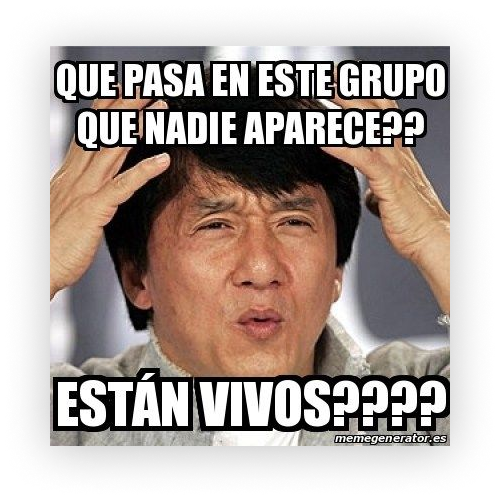 QUE PASA EN ESTE GRUPO
QUE NADIE APARECE??
ESTÁN VIVOS????
memegenerator.es